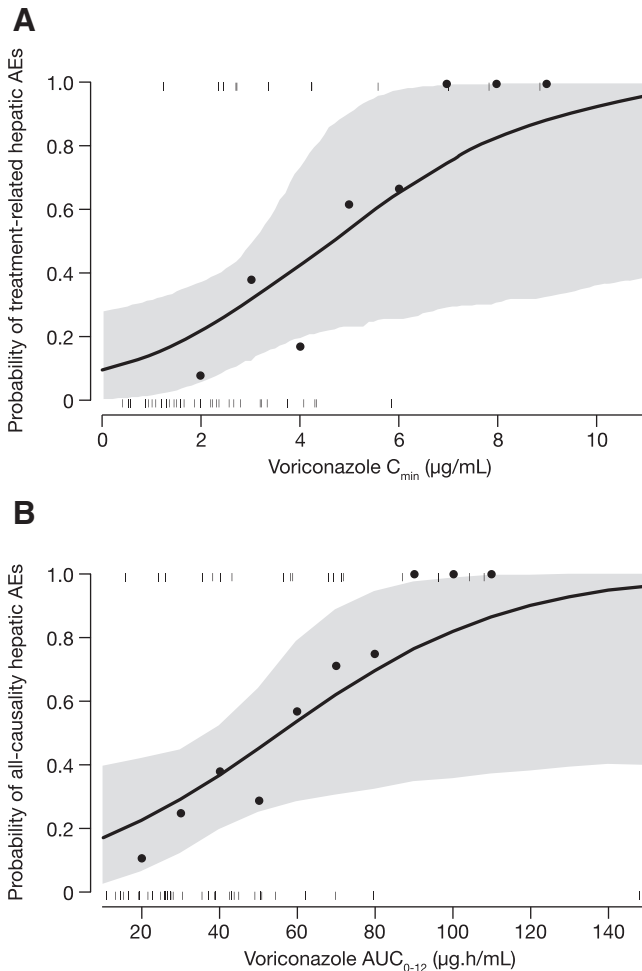 A
Probability of treatment-related hepatic AEs
1.0
0.8
0.6
0.4
0.2
0
0 2 4 6 8 10
Voriconazole Cmin (μg/mL)
B
Probability of all-causality hepatic AEs
1.0
0.8
0.6
0.4
0.2
0
20 40 60 80 100 120 140
Voriconazole AUC0-12 (μg.h/mL)